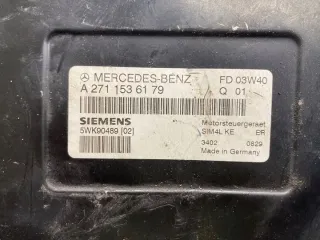 MERCEDES-BENZ FD 03W40
A 271 153 61 79 Q 01
SIEMENS Motorsteuergeraet
5WK90489 [02] SIM4L KE ER
3402 0829
Made in Germany